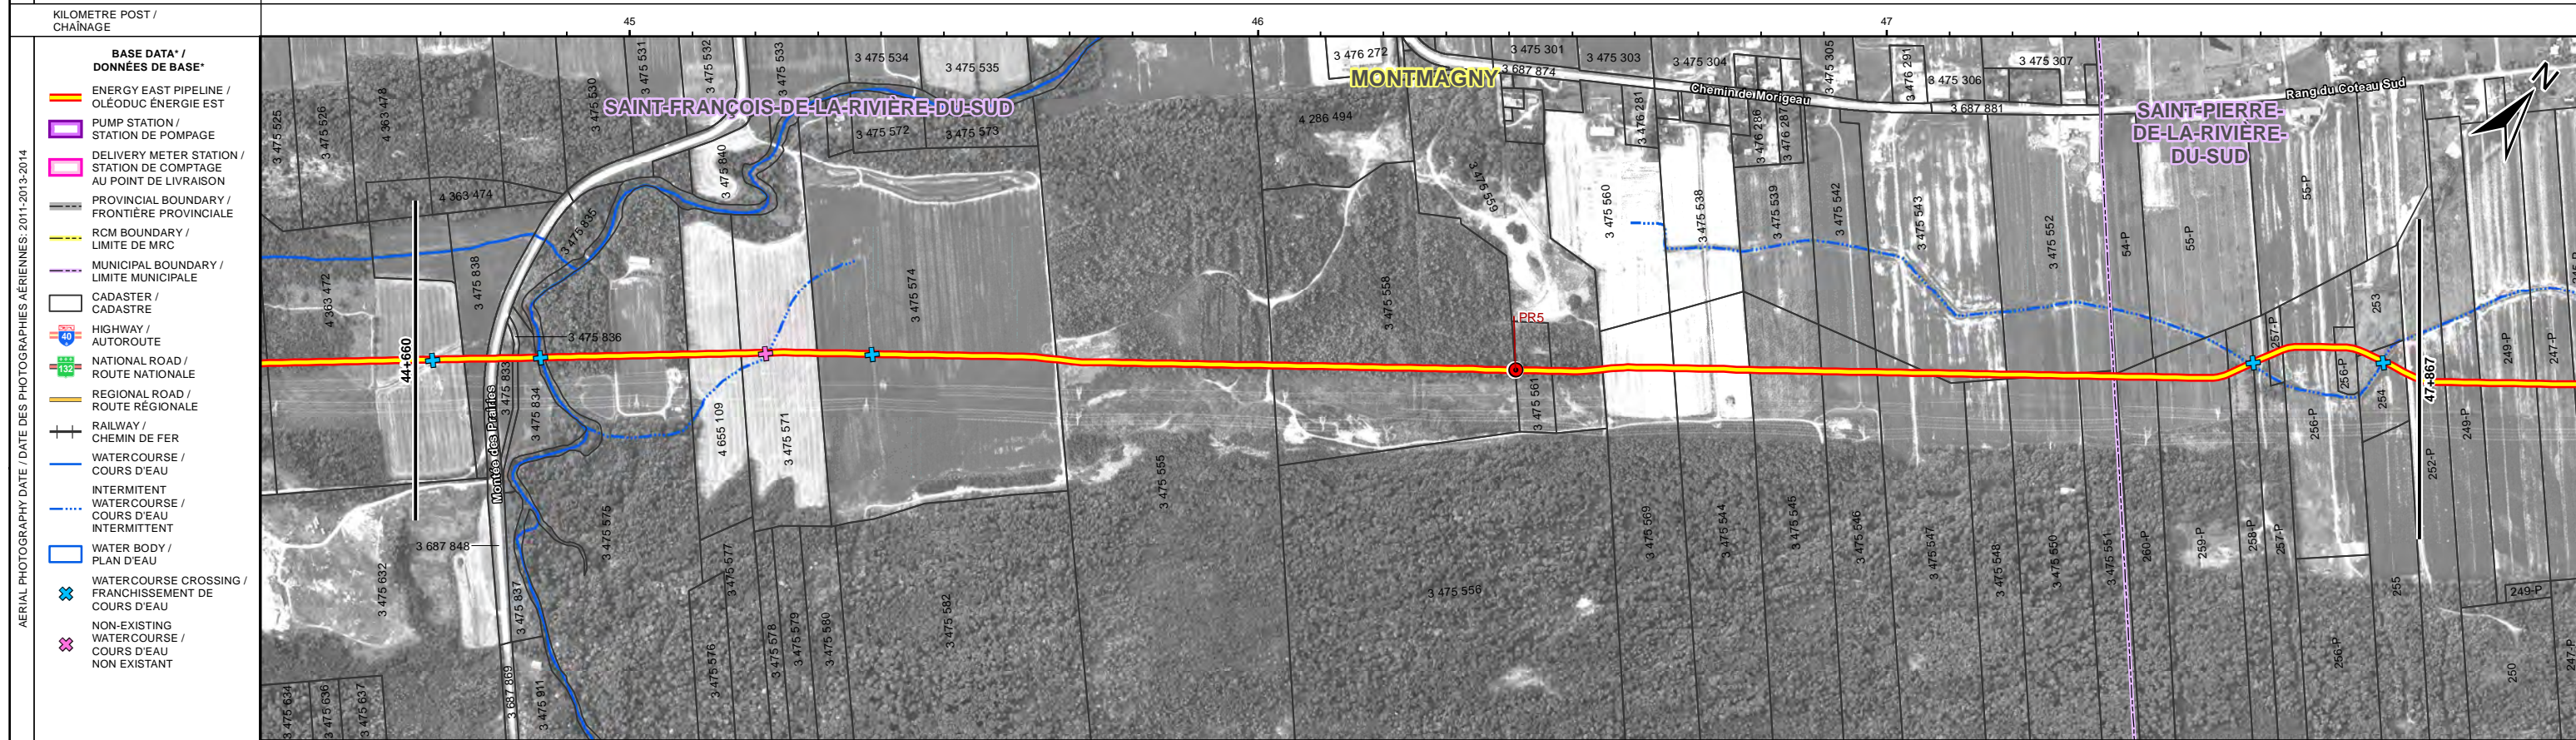 KILOMETRE POST /
CHAÎNAGE
45
46
47
AERIAL PHOTOGRAPHY DATE / DATE DES PHOTOGRAPHIES AÉRIENNES: 2011-2013-2014
BASE DATA* /
DONNÉES DE BASE*
ENERGY EAST PIPELINE /
OLÉODUC ÉNERGIE EST
PUMP STATION /
STATION DE POMPAGE
DELIVERY METER STATION /
STATION DE COMPTAGE
AU POINT DE LIVRAISON
PROVINCIAL BOUNDARY /
FRONTIÈRE PROVINCIALE
RCM BOUNDARY /
LIMITE DE MRC
MUNICIPAL BOUNDARY /
LIMITE MUNICIPALE
CADASTER /
CADASTRE
40
HIGHWAY /
AUTOROUTE
132
NATIONAL ROAD /
ROUTE NATIONALE
REGIONAL ROAD /
ROUTE RÉGIONALE
RAILWAY /
CHEMIN DE FER
WATERCOURSE /
COURS D'EAU
INTERMITENT
WATERCOURSE /
COURS D'EAU
INTERMITTENT
WATER BODY /
PLAN D'EAU
WATERCOURSE CROSSING /
FRANCHISSEMENT DE
COURS D'EAU
NON-EXISTING
WATERCOURSE /
COURS D'EAU
NON EXISTANT
3 475 525
3 475 526
4 363 478
3 475 530
3 475 531
3 475 532
3 475 533
3 475 534
3 475 535
SAINT-FRANÇOIS-DE-LA-RIVIÈRE-DU-SUD
3 475 572
3 475 573
3 475 840
4 363 474
3 475 835
4 363 472
3 475 838
3 475 836
3 475 574
44+660
3 475 833
3 475 834
Montée des Prairies
4 655 109
3 475 571
3 687 848
3 475 632
3 475 837
3 475 575
3 475 577
3 475 576
3 475 578
3 475 579
3 475 580
3 475 582
3 475 634
3 475 636
3 475 637
3 687 869
3 475 911
3 475 555
3 475 556
3 476 272
MONTMAGNY
3 687 874
3 475 301
3 475 303
3 475 304
3 475 305
3 476 291
3 475 306
3 475 307
Chemin de Morigeau
3 687 881
4 286 494
3 476 281
3 476 286
3 476 287
3 475 559
3 475 558
3 475 560
3 475 538
3 475 539
3 475 542
3 475 543
3 475 552
PR5
3 475 561
3 475 569
3 475 544
3 475 545
3 475 546
3 475 547
3 475 548
3 475 550
3 475 551
SAINT-PIERRE-
DE-LA-RIVIÈRE-
DU-SUD
Rang du Coteau Sud
N
54-P
55-P
55-P
253
257-P
256-P
254
256-P
47+867
249-P
247-P
249-P
252-P
260-P
259-P
258-P
257-P
256-P
255
249-P
250
247-P